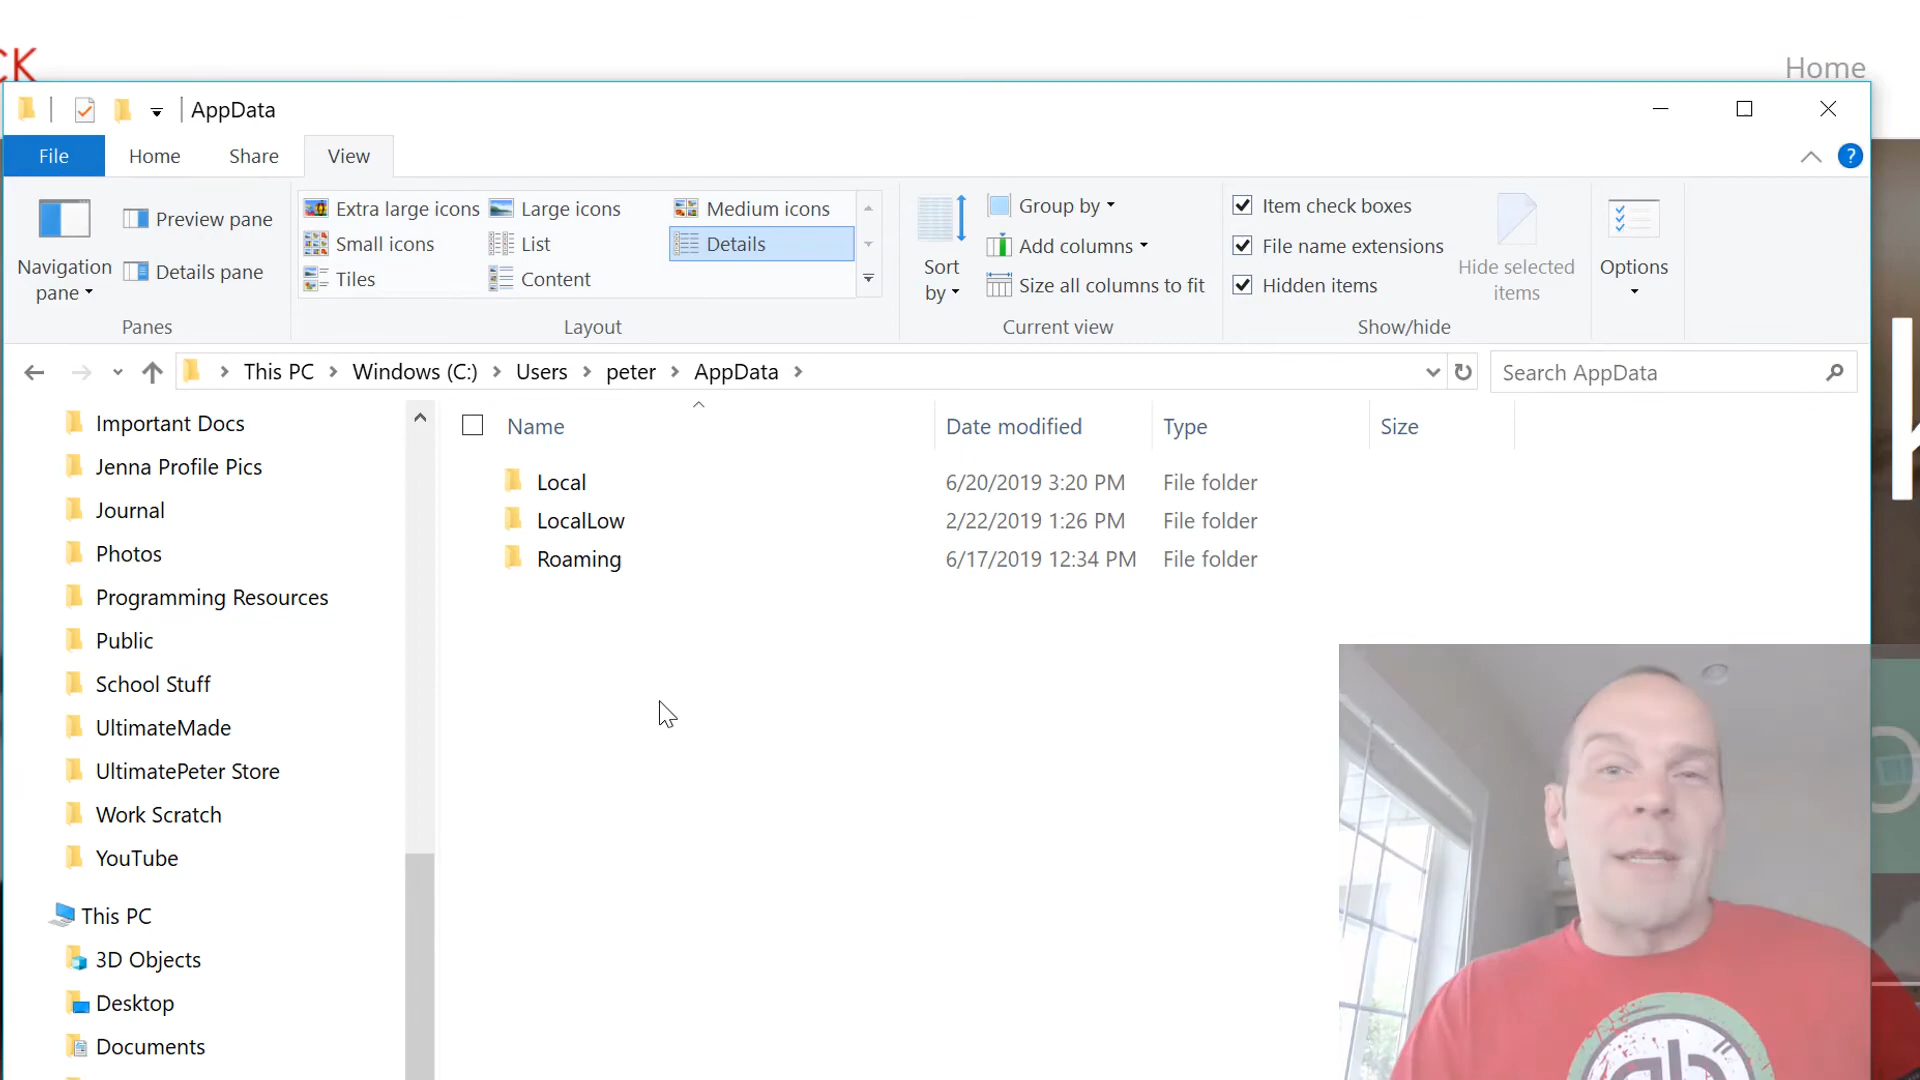 CK
Home
AppData
File Home Share View
Navigation pane
Preview pane
Details pane
Panes
Extra large icons Large icons Medium icons
Small icons List Details
Tiles Content
Layout
Sort by
Group by
Add columns
Size all columns to fit
Current view
Item check boxes
File name extensions
Hidden items
Hide selected items
Show/hide
Options
This PC > Windows (C:) > Users > peter > AppData >
Search AppData
Important Docs
Jenna Profile Pics
Journal
Photos
Programming Resources
Public
School Stuff
UltimateMade
UltimatePeter Store
Work Scratch
YouTube
This PC
3D Objects
Desktop
Documents
Name Date modified Type Size
Local 6/20/2019 3:20 PM File folder
LocalLow 2/22/2019 1:26 PM File folder
Roaming 6/17/2019 12:34 PM File folder